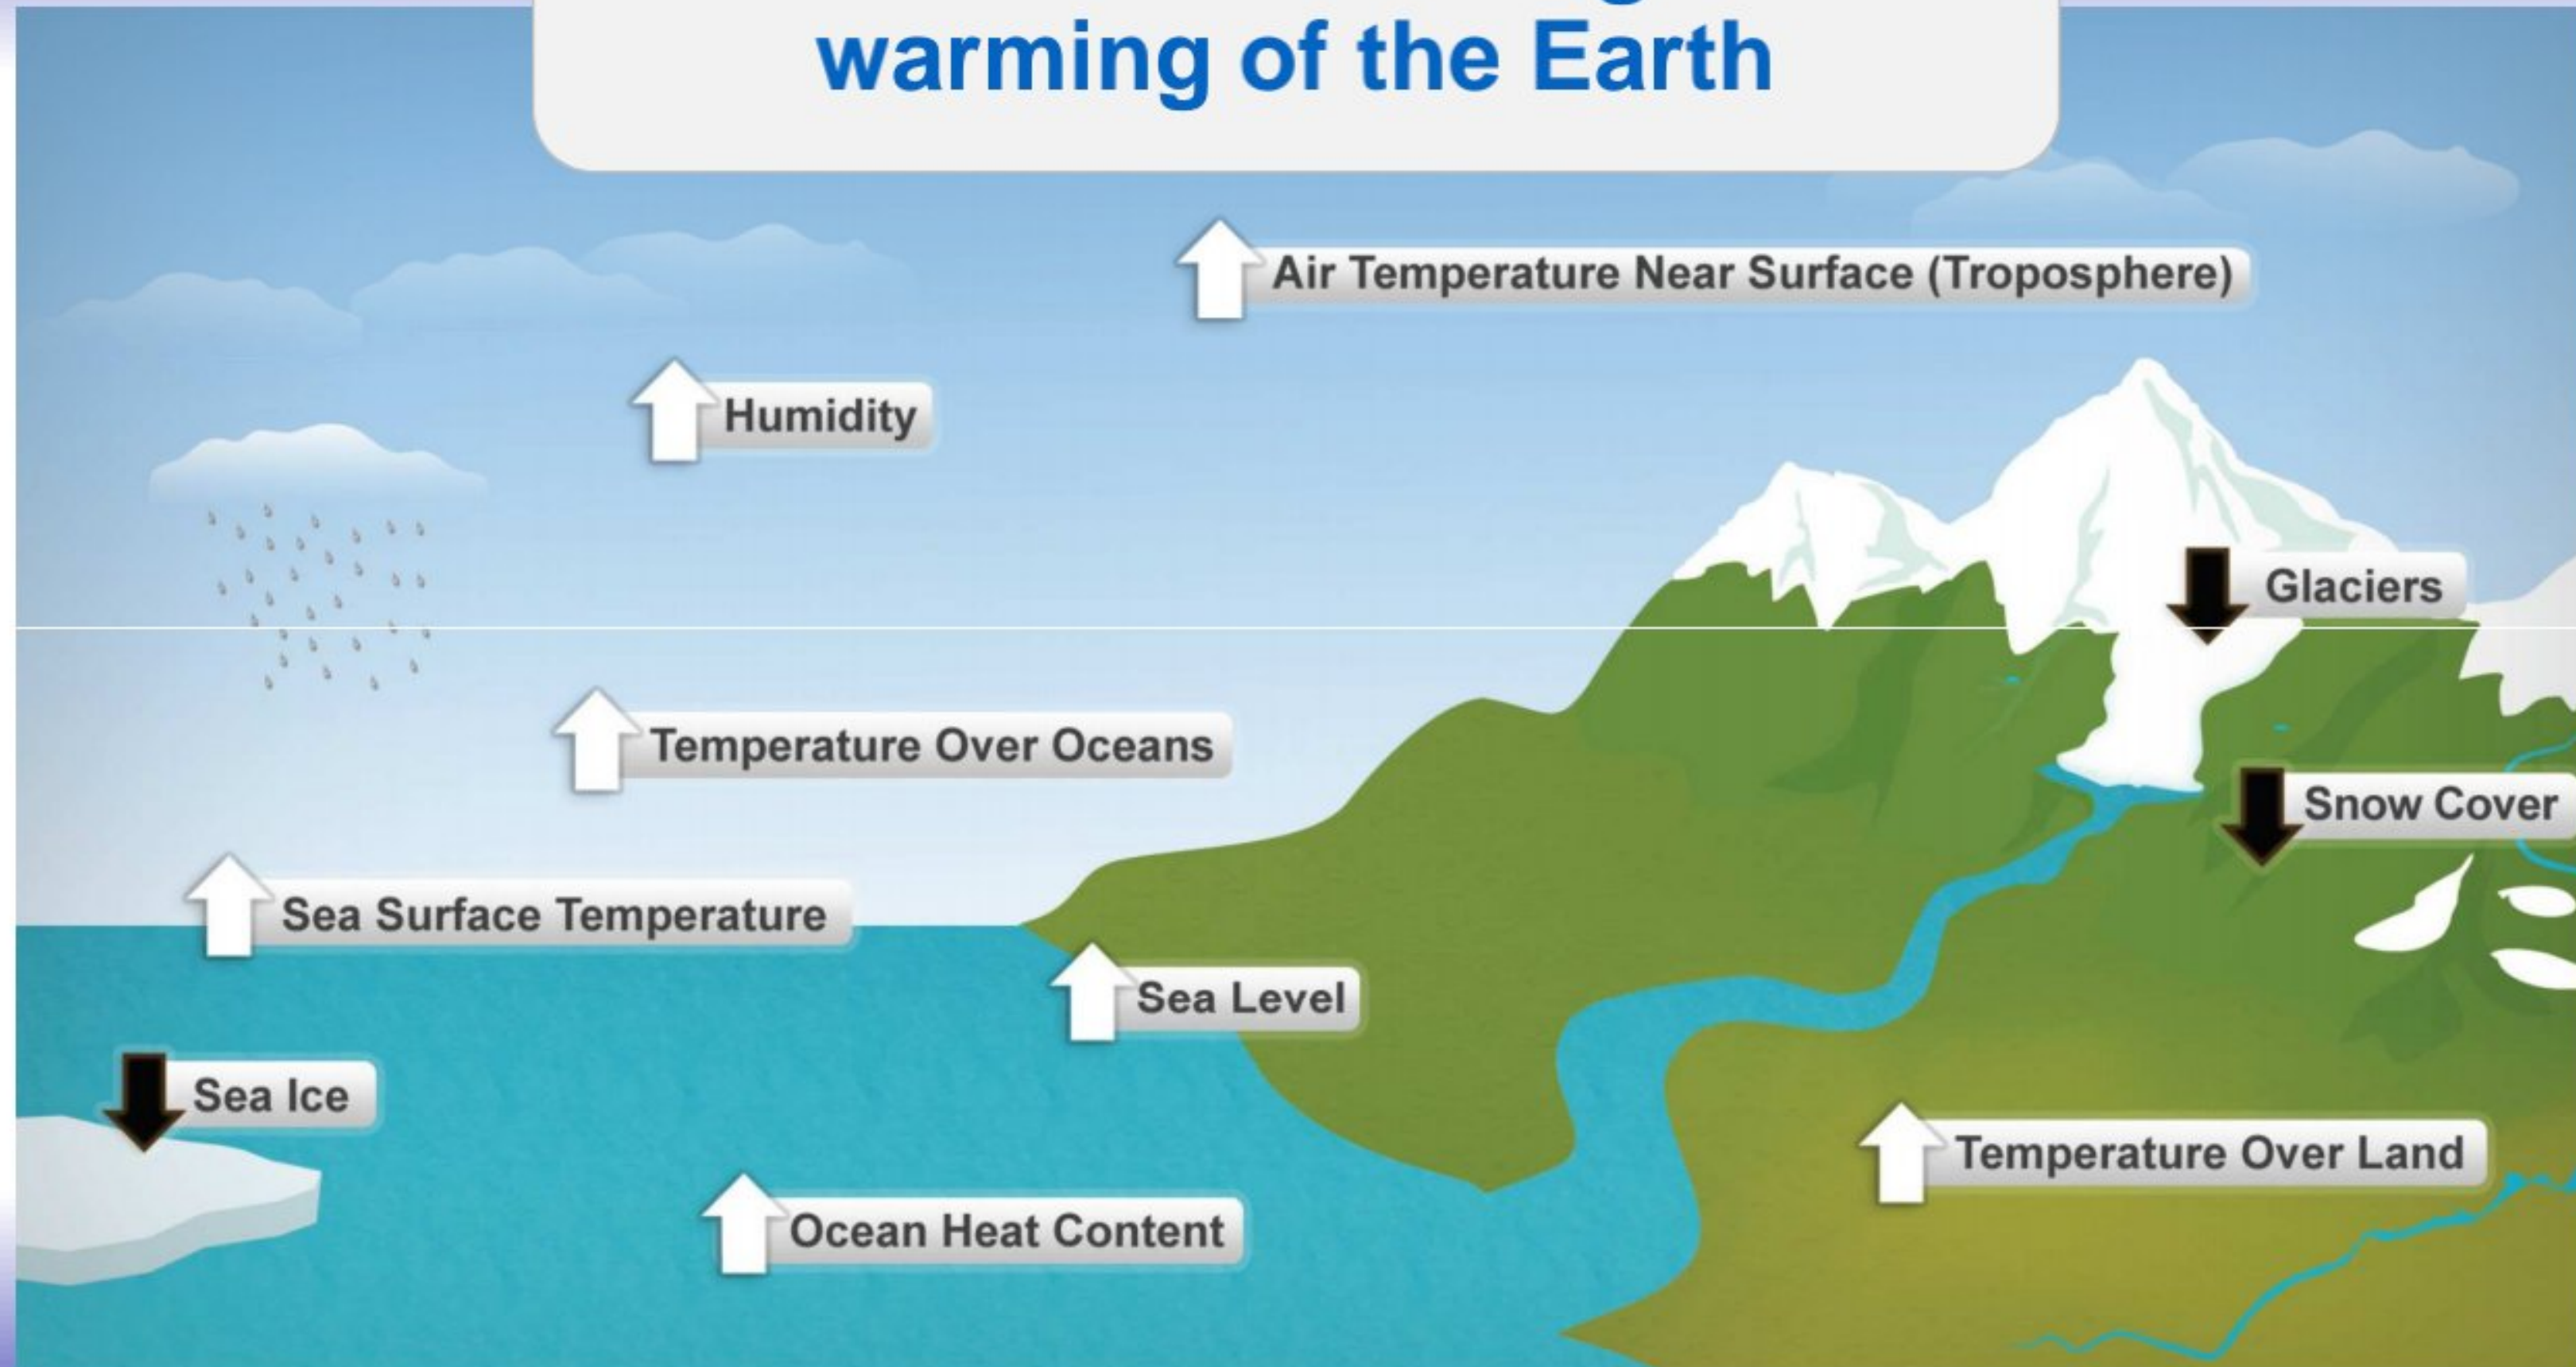 warming of the Earth
Air Temperature Near Surface (Troposphere)
Humidity
Glaciers
Temperature Over Oceans
Snow Cover
Sea Surface Temperature
Sea Level
Sea Ice
Temperature Over Land
Ocean Heat Content